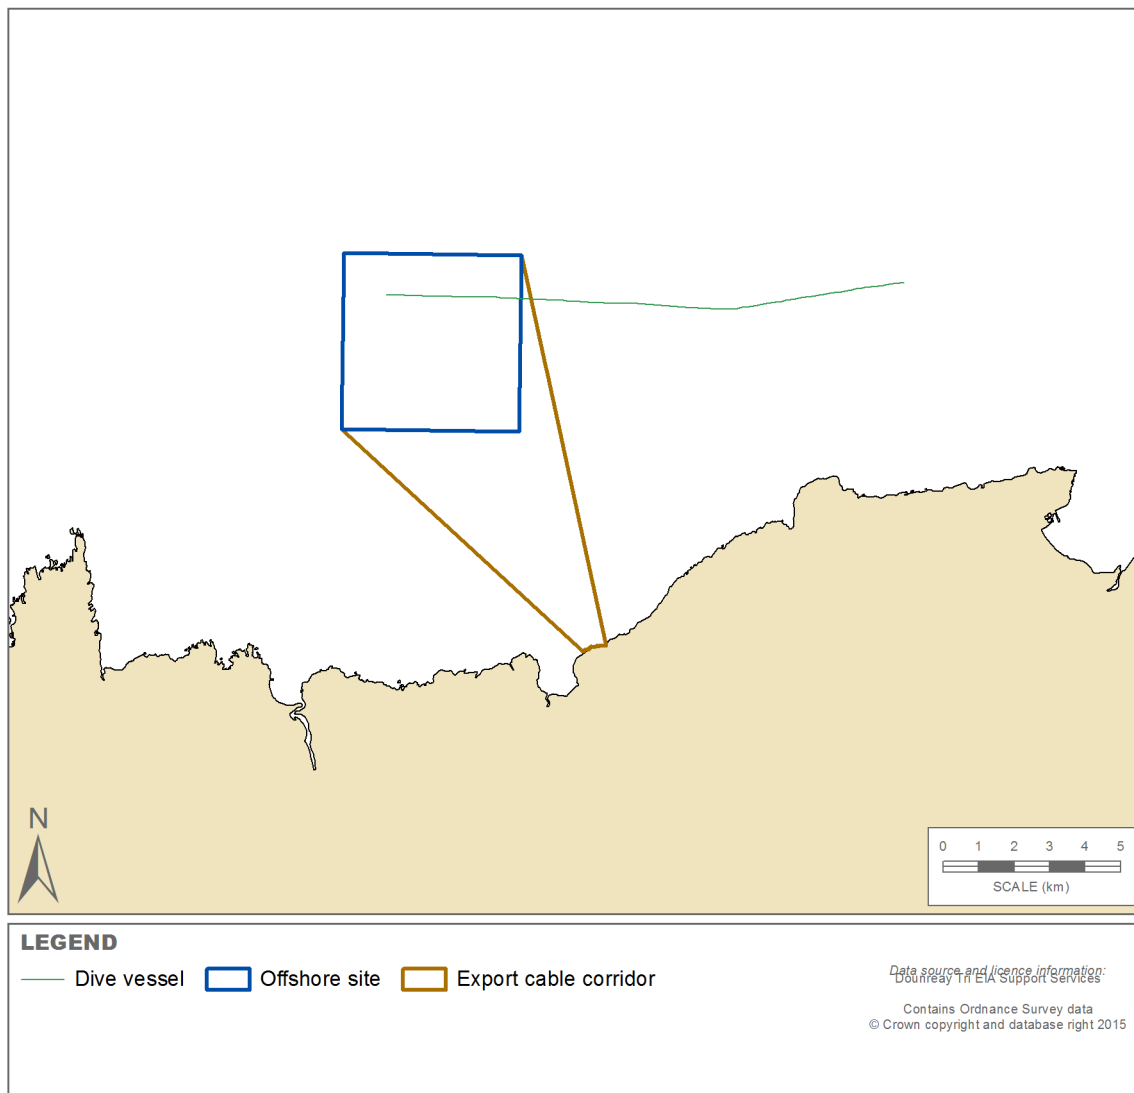 N
0 1 2 3 4 5
SCALE (km)
LEGEND
Dive vessel
Offshore site
Export cable corridor
Data source and licence information:
Dounreay Tri EIA Support Services
Contains Ordnance Survey data
© Crown copyright and database right 2015